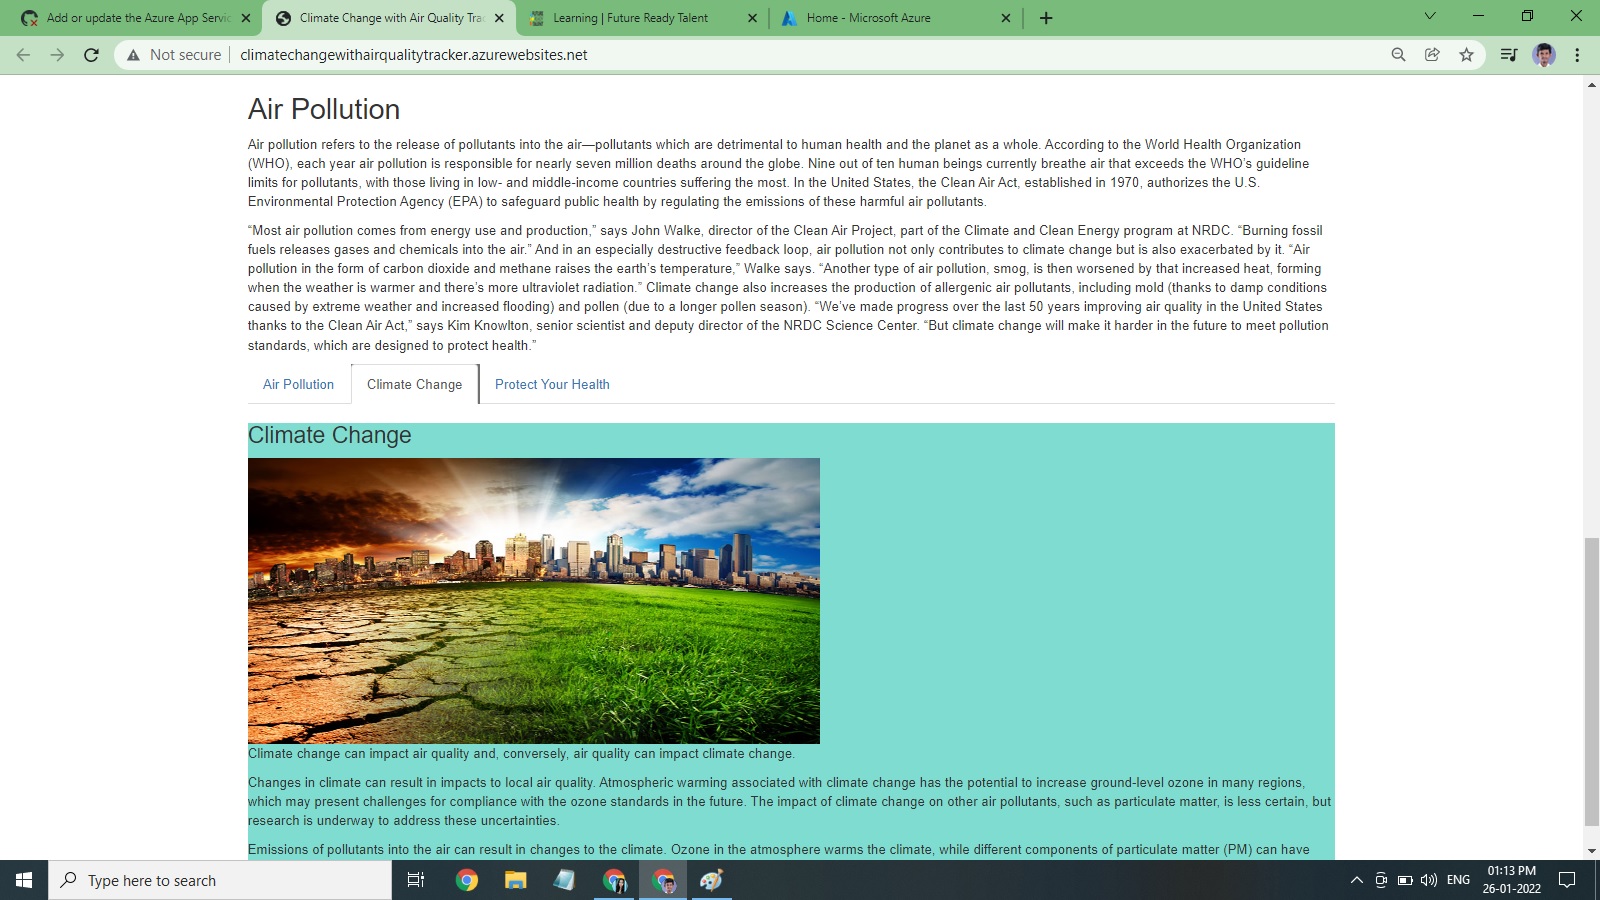 Add or update the Azure App Servic
Climate Change with Air Quality Tra
Learning | Future Ready Talent
Home - Microsoft Azure
Not secure
climatechangewithairqualitytracker.azurewebsites.net
Air Pollution
Air pollution refers to the release of pollutants into the air—pollutants which are detrimental to human health and the planet as a whole. According to the World Health Organization
(WHO), each year air pollution is responsible for nearly seven million deaths around the globe. Nine out of ten human beings currently breathe air that exceeds the WHO’s guideline
limits for pollutants, with those living in low- and middle-income countries suffering the most. In the United States, the Clean Air Act, established in 1970, authorizes the U.S.
Environmental Protection Agency (EPA) to safeguard public health by regulating the emissions of these harmful air pollutants.
“Most air pollution comes from energy use and production,” says John Walke, director of the Clean Air Project, part of the Climate and Clean Energy program at NRDC. “Burning fossil
fuels releases gases and chemicals into the air.” And in an especially destructive feedback loop, air pollution not only contributes to climate change but is also exacerbated by it. “Air
pollution in the form of carbon dioxide and methane raises the earth’s temperature,” Walke says. “Another type of air pollution, smog, is then worsened by that increased heat, forming
when the weather is warmer and there’s more ultraviolet radiation.” Climate change also increases the production of allergenic air pollutants, including mold (thanks to damp conditions
caused by extreme weather and increased flooding) and pollen (due to a longer pollen season). “We’ve made progress over the last 50 years improving air quality in the United States
thanks to the Clean Air Act,” says Kim Knowlton, senior scientist and deputy director of the NRDC Science Center. “But climate change will make it harder in the future to meet pollution
standards, which are designed to protect health.”
Air Pollution
Climate Change
Protect Your Health
Climate Change
Climate change can impact air quality and, conversely, air quality can impact climate change.
Changes in climate can result in impacts to local air quality. Atmospheric warming associated with climate change has the potential to increase ground-level ozone in many regions,
which may present challenges for compliance with the ozone standards in the future. The impact of climate change on other air pollutants, such as particulate matter, is less certain, but
research is underway to address these uncertainties.
Emissions of pollutants into the air can result in changes to the climate. Ozone in the atmosphere warms the climate, while different components of particulate matter (PM) can have
Type here to search
ENG
01:13 PM
26-01-2022